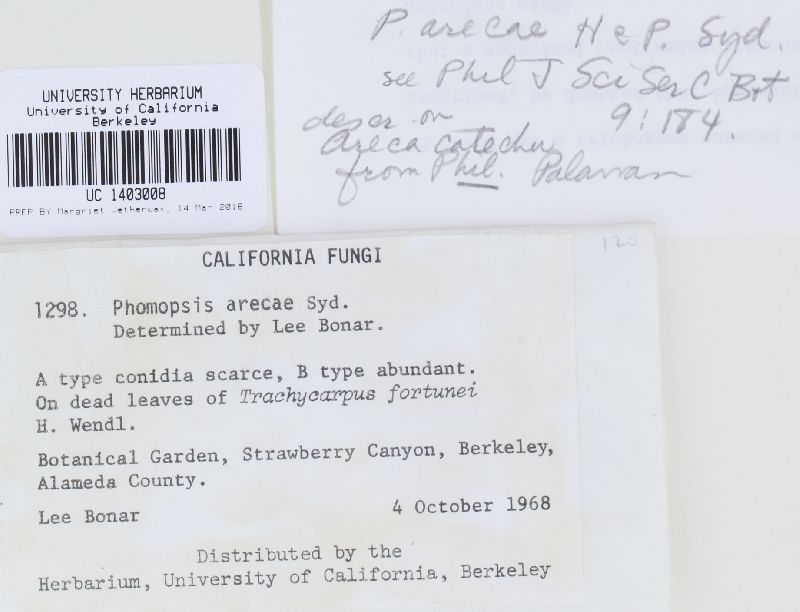 P. arecae H & P. Syd.
see Phil J Sci Ser C Bot
9:184
descr. on
Areca catechu
from Phil. Palawan
UNIVERSITY HERBARIUM
University of California
Berkeley
UC 1403008
PREP BY Margriet Wetherwax, 14 Mar 2018
120
CALIFORNIA FUNGI
1298. Phomopsis arecae Syd.
Determined by Lee Bonar.
A type conidia scarce, B type abundant.
On dead leaves of Trachycarpus fortunei
H. Wendl.
Botanical Garden, Strawberry Canyon, Berkeley,
Alameda County.
Lee Bonar 4 October 1968
Distributed by the
Herbarium, University of California, Berkeley